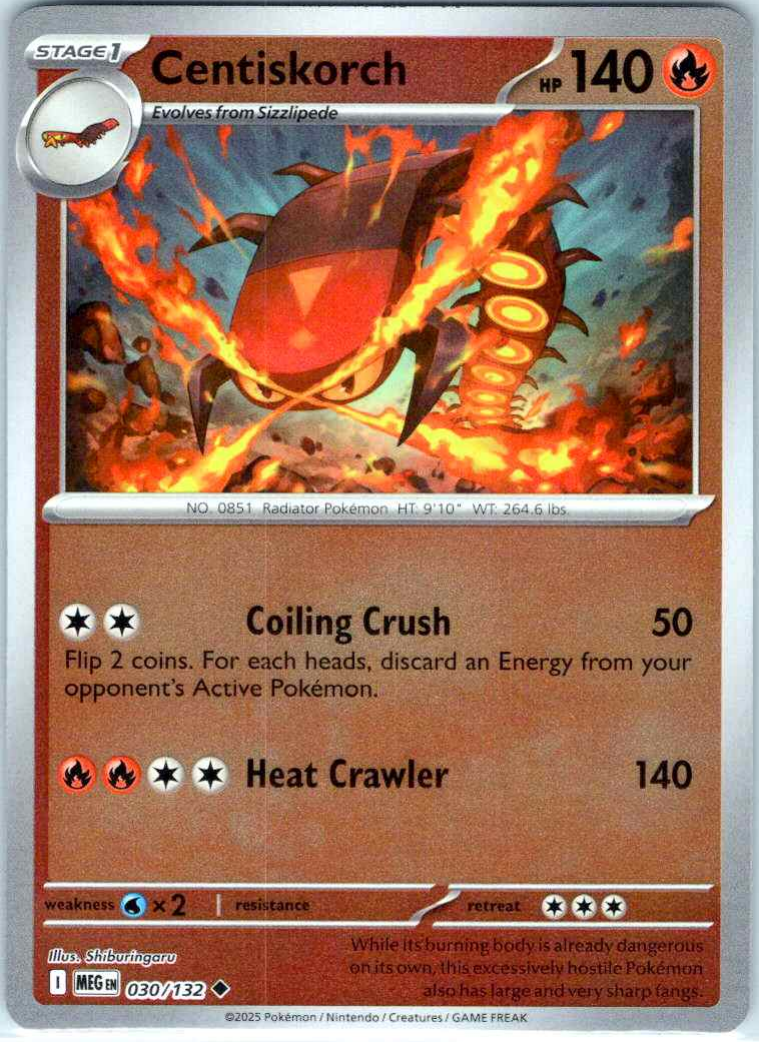 STAGE1
Centiskorch
HP 140
Evolves from Sizzlipede
NO. 0851 Radiator Pokémon HT: 9'10" WT: 264.6 lbs.
Coiling Crush 50
Flip 2 coins. For each heads, discard an Energy from your
opponent's Active Pokémon.
Heat Crawler 140
weakness ×2 resistance retreat
Illus. Shiburingaru
While its burning body is already dangerous
on its own, this excessively hostile Pokémon
also has large and very sharp fangs.
I MEG EN 030/132
©2025 Pokémon / Nintendo / Creatures / GAME FREAK